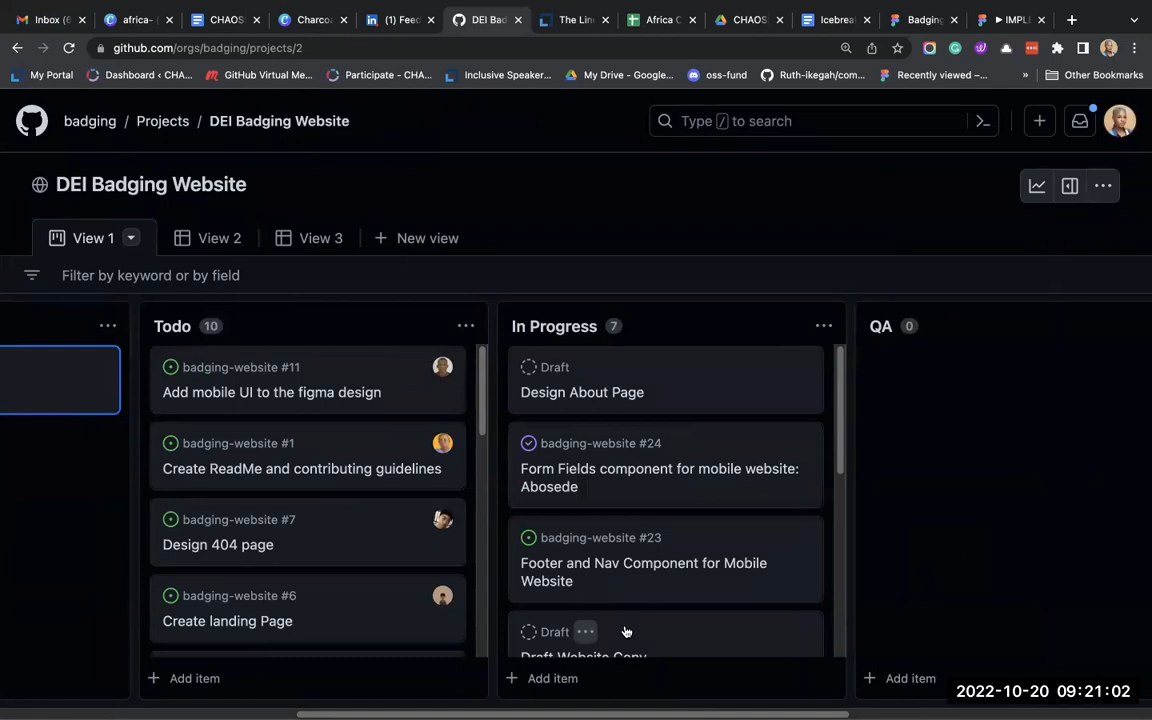 Inbox (6
africa-
CHAOS
Charco
(1) Feed
DEI Bad
The Lin
Africa C
CHAOS
Icebreak
Badging
IMPLE
github.com/orgs/badging/projects/2
My Portal
Dashboard ‹ CHA...
GitHub Virtual Me...
Participate - CHA...
Inclusive Speaker...
My Drive - Google...
oss-fund
Ruth-ikegah/com...
Recently viewed –...
»
Other Bookmarks
badging / Projects / DEI Badging Website
Type / to search
DEI Badging Website
View 1
View 2
View 3
New view
Filter by keyword or by field
Todo 10
badging-website #11
Add mobile UI to the figma design
badging-website #1
Create ReadMe and contributing guidelines
badging-website #7
Design 404 page
badging-website #6
Create landing Page
Add item
In Progress 7
Draft
Design About Page
badging-website #24
Form Fields component for mobile website:
Abosede
badging-website #23
Footer and Nav Component for Mobile
Website
Draft
Draft Website Copy
Add item
QA 0
Add item
2022-10-20 09:21:02